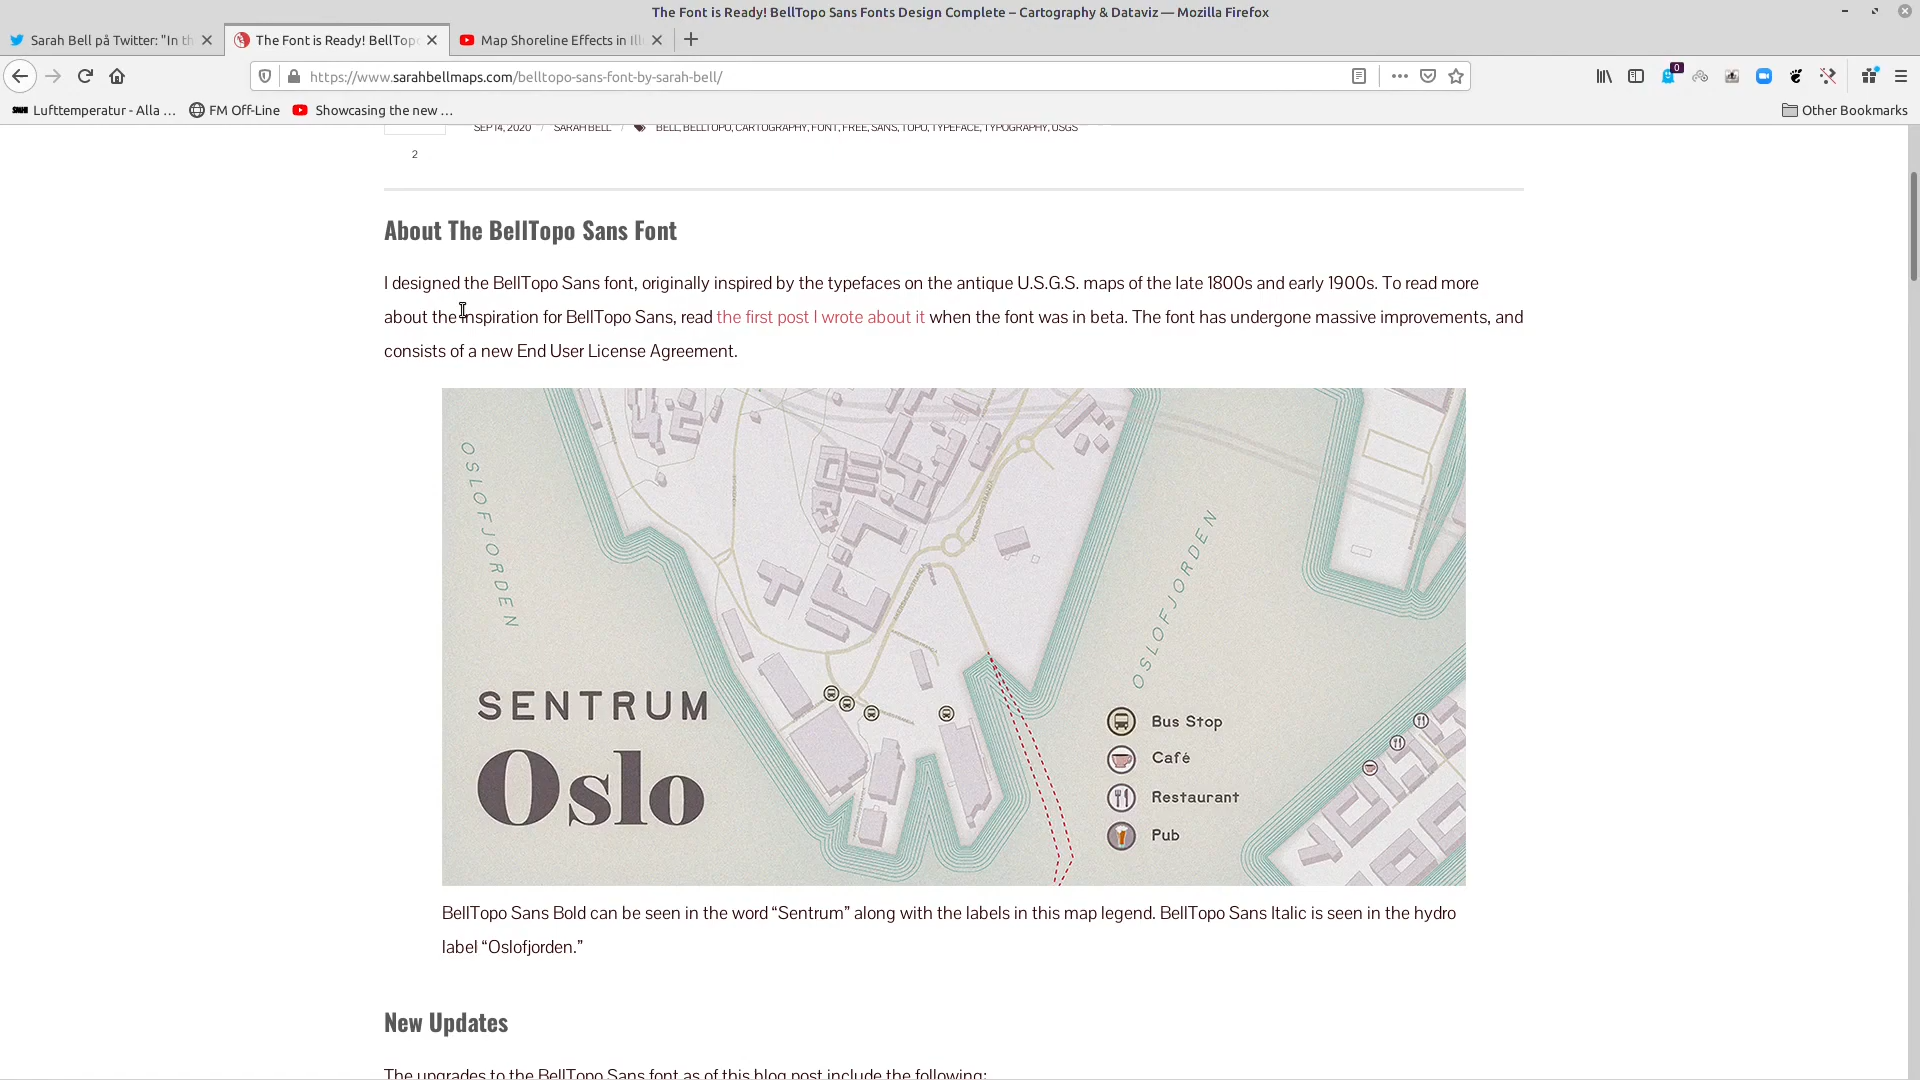 The Font is Ready! BellTopo Sans Fonts Design Complete – Cartography & Dataviz — Mozilla Firefox
Sarah Bell på Twitter: "In th
The Font is Ready! BellTopo
Map Shoreline Effects in Ill
https://www.sarahbellmaps.com/belltopo-sans-font-by-sarah-bell/
0
Lufttemperatur - Alla ...
FM Off-Line
Showcasing the new ...
Other Bookmarks
SEP 14, 2020 / SARAH BELL / BELL, BELLTOPO, CARTOGRAPHY, FONT, FREE, SANS, TOPO, TYPEFACE, TYPOGRAPHY, USGS
2
About The BellTopo Sans Font
I designed the BellTopo Sans font, originally inspired by the typefaces on the antique U.S.G.S. maps of the late 1800s and early 1900s. To read more
about the inspiration for BellTopo Sans, read the first post I wrote about it when the font was in beta. The font has undergone massive improvements, and
consists of a new End User License Agreement.
OSLOFJORDEN
OSLOFJORDEN
SENTRUM
Oslo
Bus Stop
Café
Restaurant
Pub
BellTopo Sans Bold can be seen in the word “Sentrum” along with the labels in this map legend. BellTopo Sans Italic is seen in the hydro
label “Oslofjorden.”
New Updates
The upgrades to the BellTopo Sans font as of this blog post include the following: